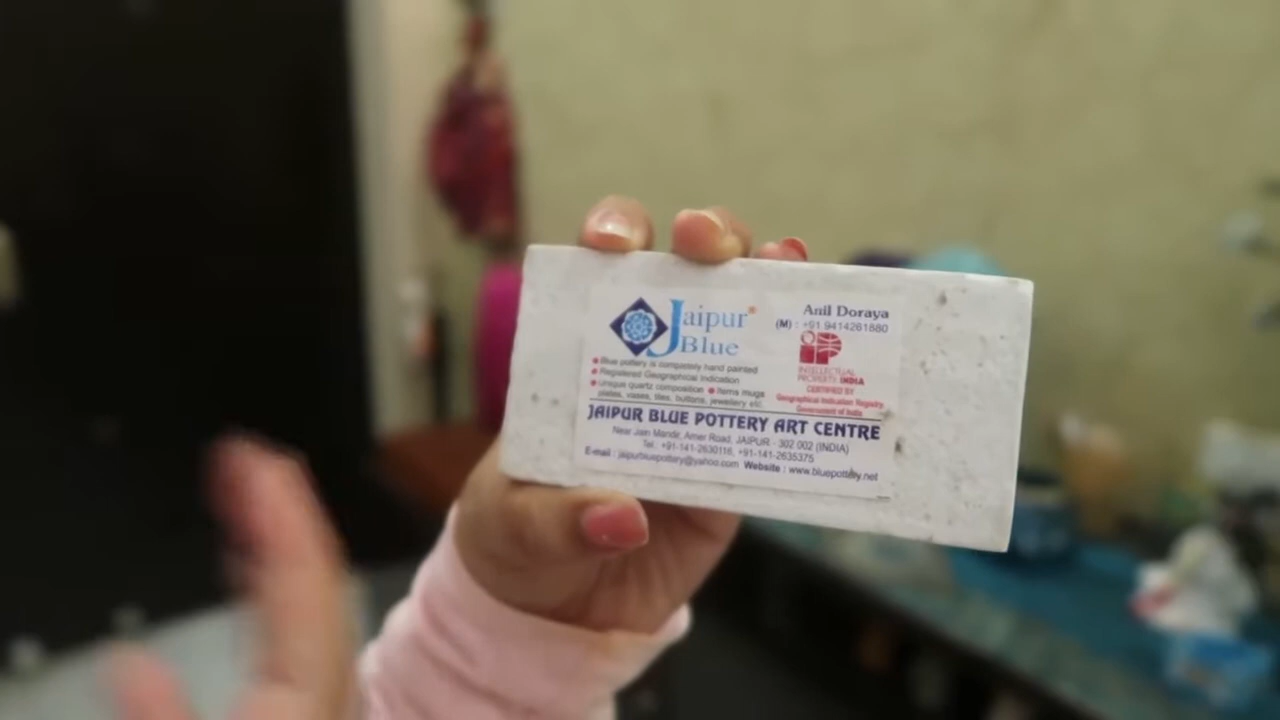 Jaipur
Blue
Anil Doraya
(M) : +91 9414261880
Blue pottery is completely hand painted
Registered Geographical Indication
unique quartz composition items mugs
plates, vases, tiles, buttons, jewellery etc.
iP
INTELLECTUAL
PROPERTY INDIA
CERTIFIED BY
Geographical Indication Registry
Government of India
JAIPUR BLUE POTTERY ART CENTRE
Near Jain Mandir, Amer Road, JAIPUR - 302 002 (INDIA)
Tel.: +91-141-2630116, +91-141-2635375
E-mail : jaipurbluepottery@yahoo.com Website : www.bluepottery.net